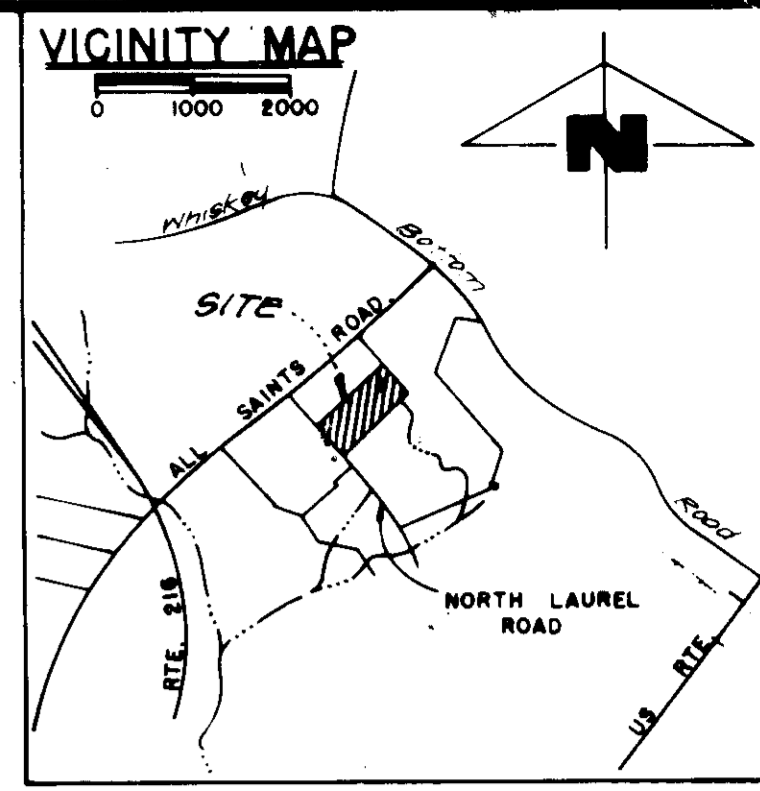 VICINITY MAP
0 1000 2000
N
Whiskey
Bottom
SITE
ALL SAINTS ROAD
Road
NORTH LAUREL
ROAD
RTE. 216
US RTE.